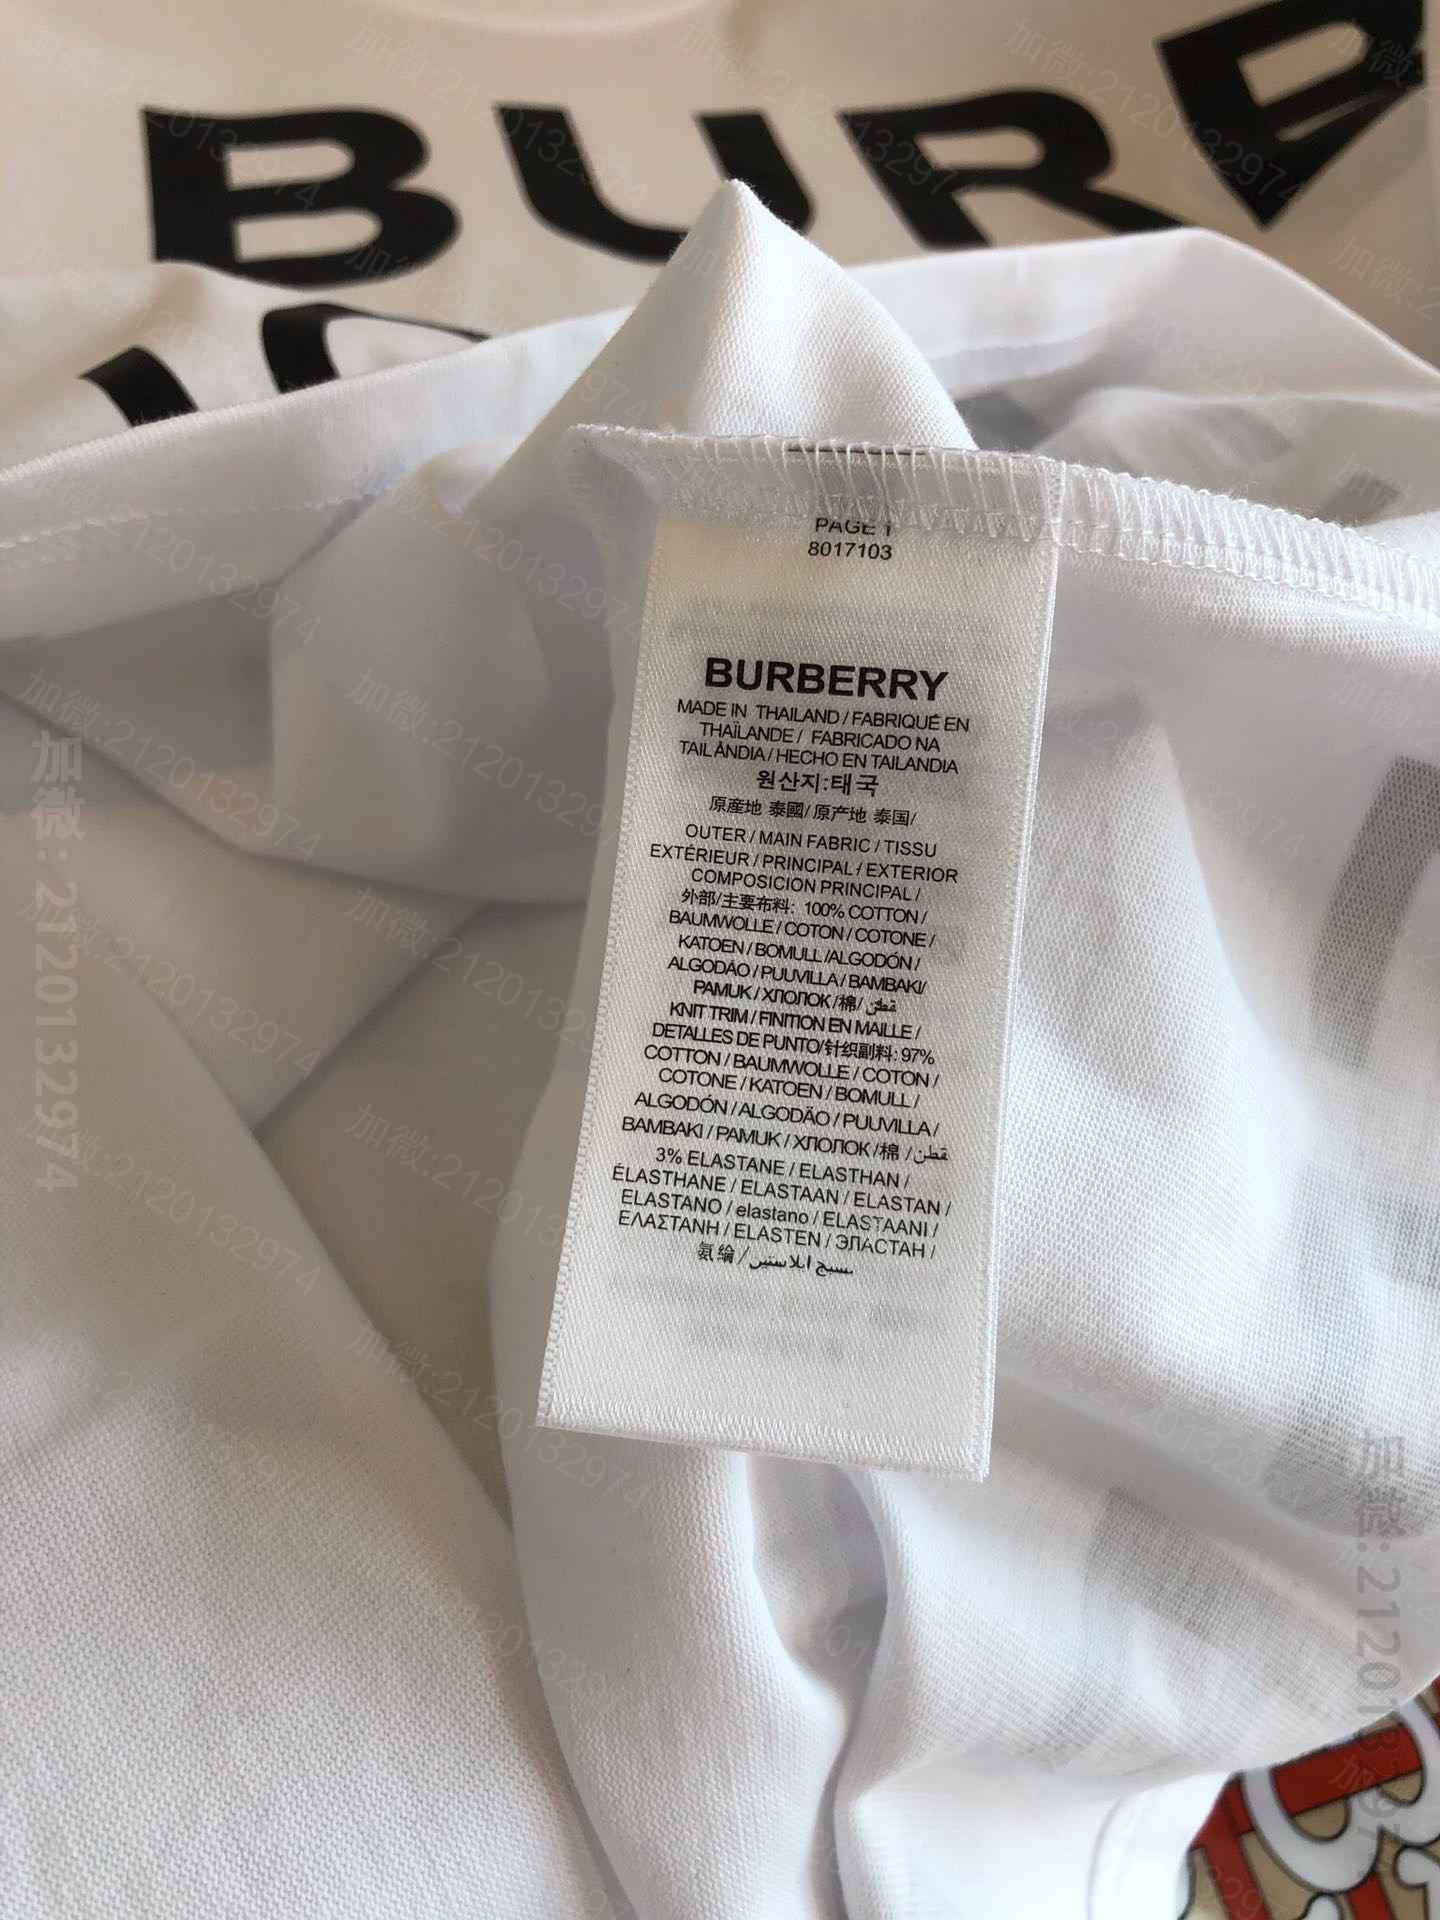 BURB
PAGE 1
8017103
BURBERRY
MADE IN THAILAND / FABRIQUÉ EN
THAÏLANDE / FABRICADO NA
TAILÂNDIA / HECHO EN TAILANDIA
원산지:태국
原産地 泰國/ 原产地 泰国/
OUTER / MAIN FABRIC / TISSU
EXTÉRIEUR / PRINCIPAL / EXTERIOR
COMPOSICION PRINCIPAL /
外部/主要布料: 100% COTTON /
BAUMWOLLE / COTON / COTONE /
KATOEN / BOMULL /ALGODÓN /
ALGODÃO / PUUVILLA / BAMBAKI/
PAMUK / ХЛОПОК /棉/ قطن
KNIT TRIM / FINITION EN MAILLE /
DETALLES DE PUNTO/针织副料: 97%
COTTON / BAUMWOLLE / COTON /
COTONE / KATOEN / BOMULL /
ALGODÓN / ALGODÃO / PUUVILLA /
BAMBAKI / PAMUK / ХЛОПОК /棉 / قطن
3% ELASTANE / ELASTHAN /
ÉLASTHANNE / ELASTAAN / ELASTAN /
ELASTANO / elastano / ELASTAANI /
ΕΛΑΣΤΑΝΗ / ELASTEN / ЭЛАСТАН /
氨纶 /
加微:2120132974
加微:2120132974